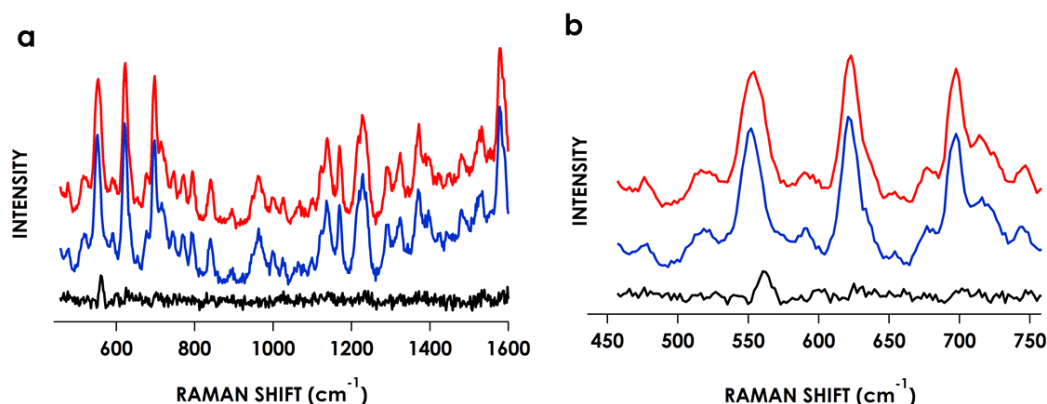 a
INTENSITY
600 800 1000 1200 1400 1600
RAMAN SHIFT (cm⁻¹)
b
INTENSITY
450 500 550 600 650 700 750
RAMAN SHIFT (cm⁻¹)